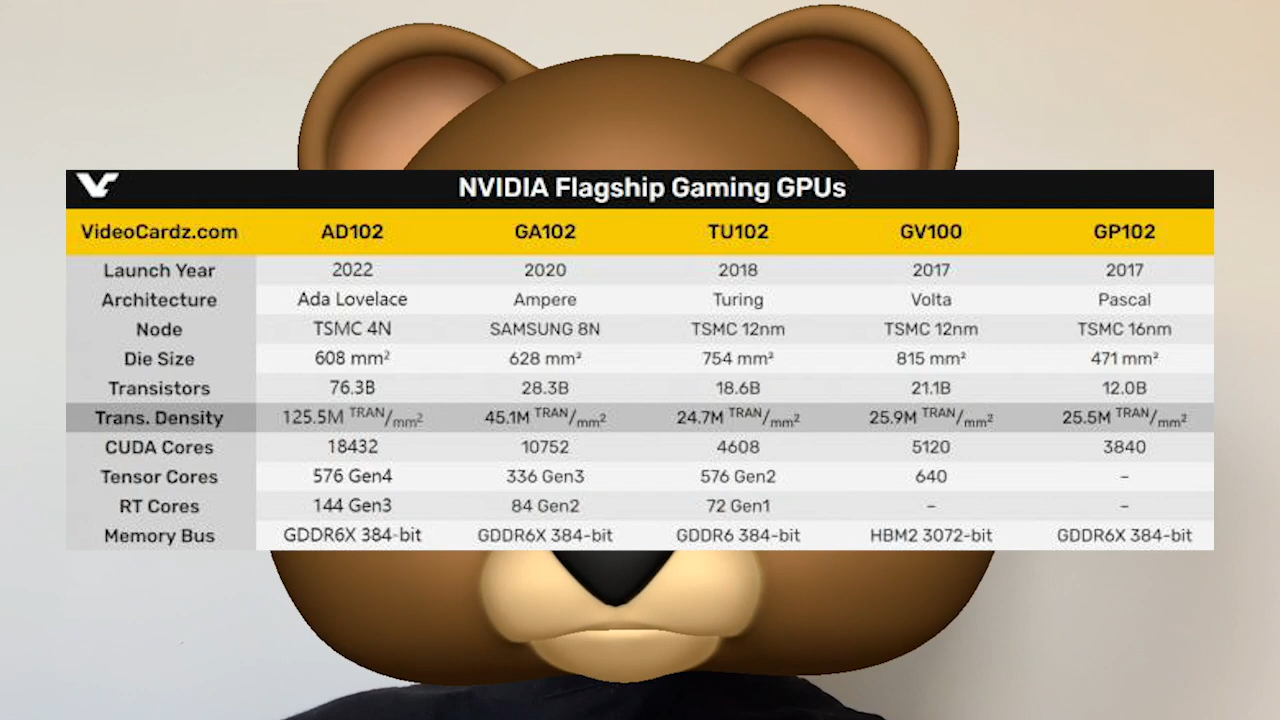 NVIDIA Flagship Gaming GPUs
VideoCardz.com AD102 GA102 TU102 GV100 GP102
Launch Year 2022 2020 2018 2017 2017
Architecture Ada Lovelace Ampere Turing Volta Pascal
Node TSMC 4N SAMSUNG 8N TSMC 12nm TSMC 12nm TSMC 16nm
Die Size 608 mm² 628 mm² 754 mm² 815 mm² 471 mm²
Transistors 76.3B 28.3B 18.6B 21.1B 12.0B
Trans. Density 125.5M TRAN/mm² 45.1M TRAN/mm² 24.7M TRAN/mm² 25.9M TRAN/mm² 25.5M TRAN/mm²
CUDA Cores 18432 10752 4608 5120 3840
Tensor Cores 576 Gen4 336 Gen3 576 Gen2 640 –
RT Cores 144 Gen3 84 Gen2 72 Gen1 – –
Memory Bus GDDR6X 384-bit GDDR6X 384-bit GDDR6 384-bit HBM2 3072-bit GDDR6X 384-bit